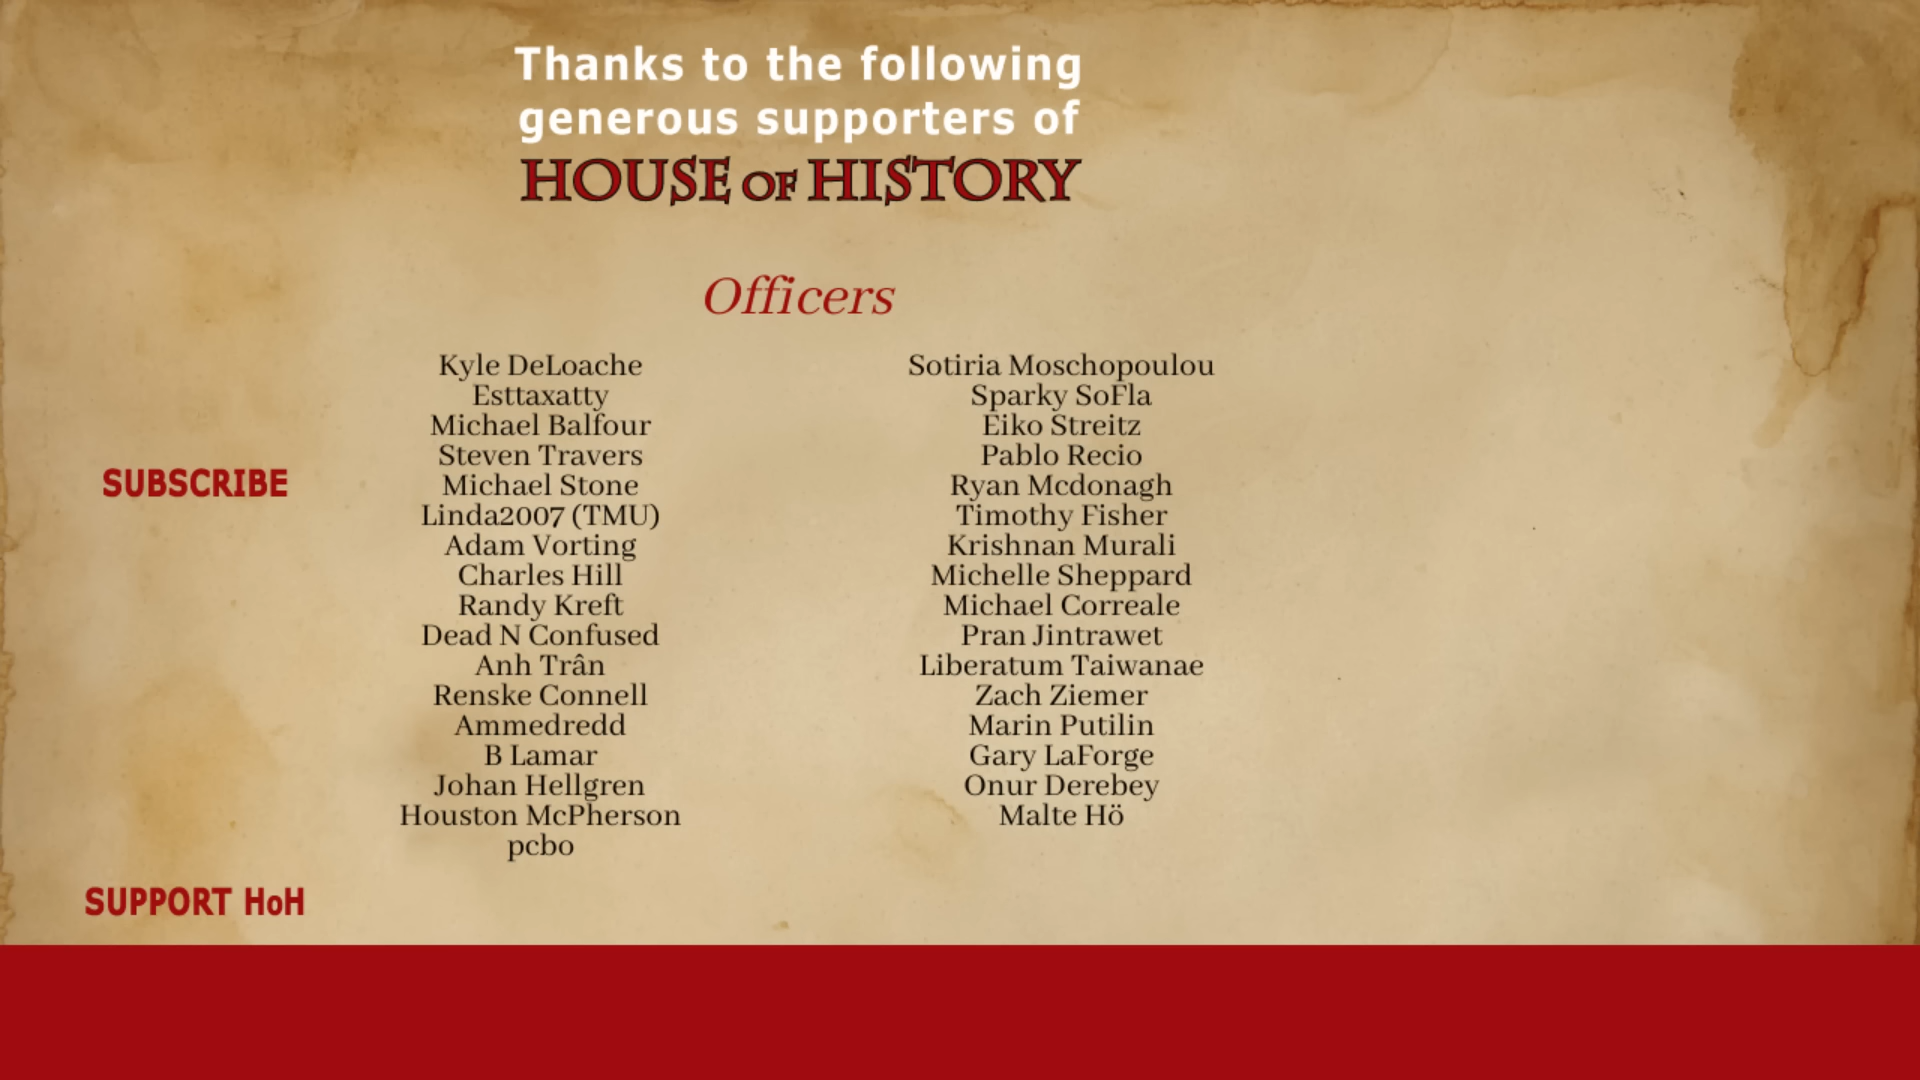 Thanks to the following
generous supporters of
HOUSE OF HISTORY
Officers
Kyle DeLoache
Esttaxatty
Michael Balfour
Steven Travers
Michael Stone
Linda2007 (TMU)
Adam Vorting
Charles Hill
Randy Kreft
Dead N Confused
Anh Trân
Renske Connell
Ammedredd
B Lamar
Johan Hellgren
Houston McPherson
pcbo
Sotiria Moschopoulou
Sparky SoFla
Eiko Streitz
Pablo Recio
Ryan Mcdonagh
Timothy Fisher
Krishnan Murali
Michelle Sheppard
Michael Correale
Pran Jintrawet
Liberatum Taiwanae
Zach Ziemer
Marin Putilin
Gary LaForge
Onur Derebey
Malte Hö
SUBSCRIBE
SUPPORT HoH